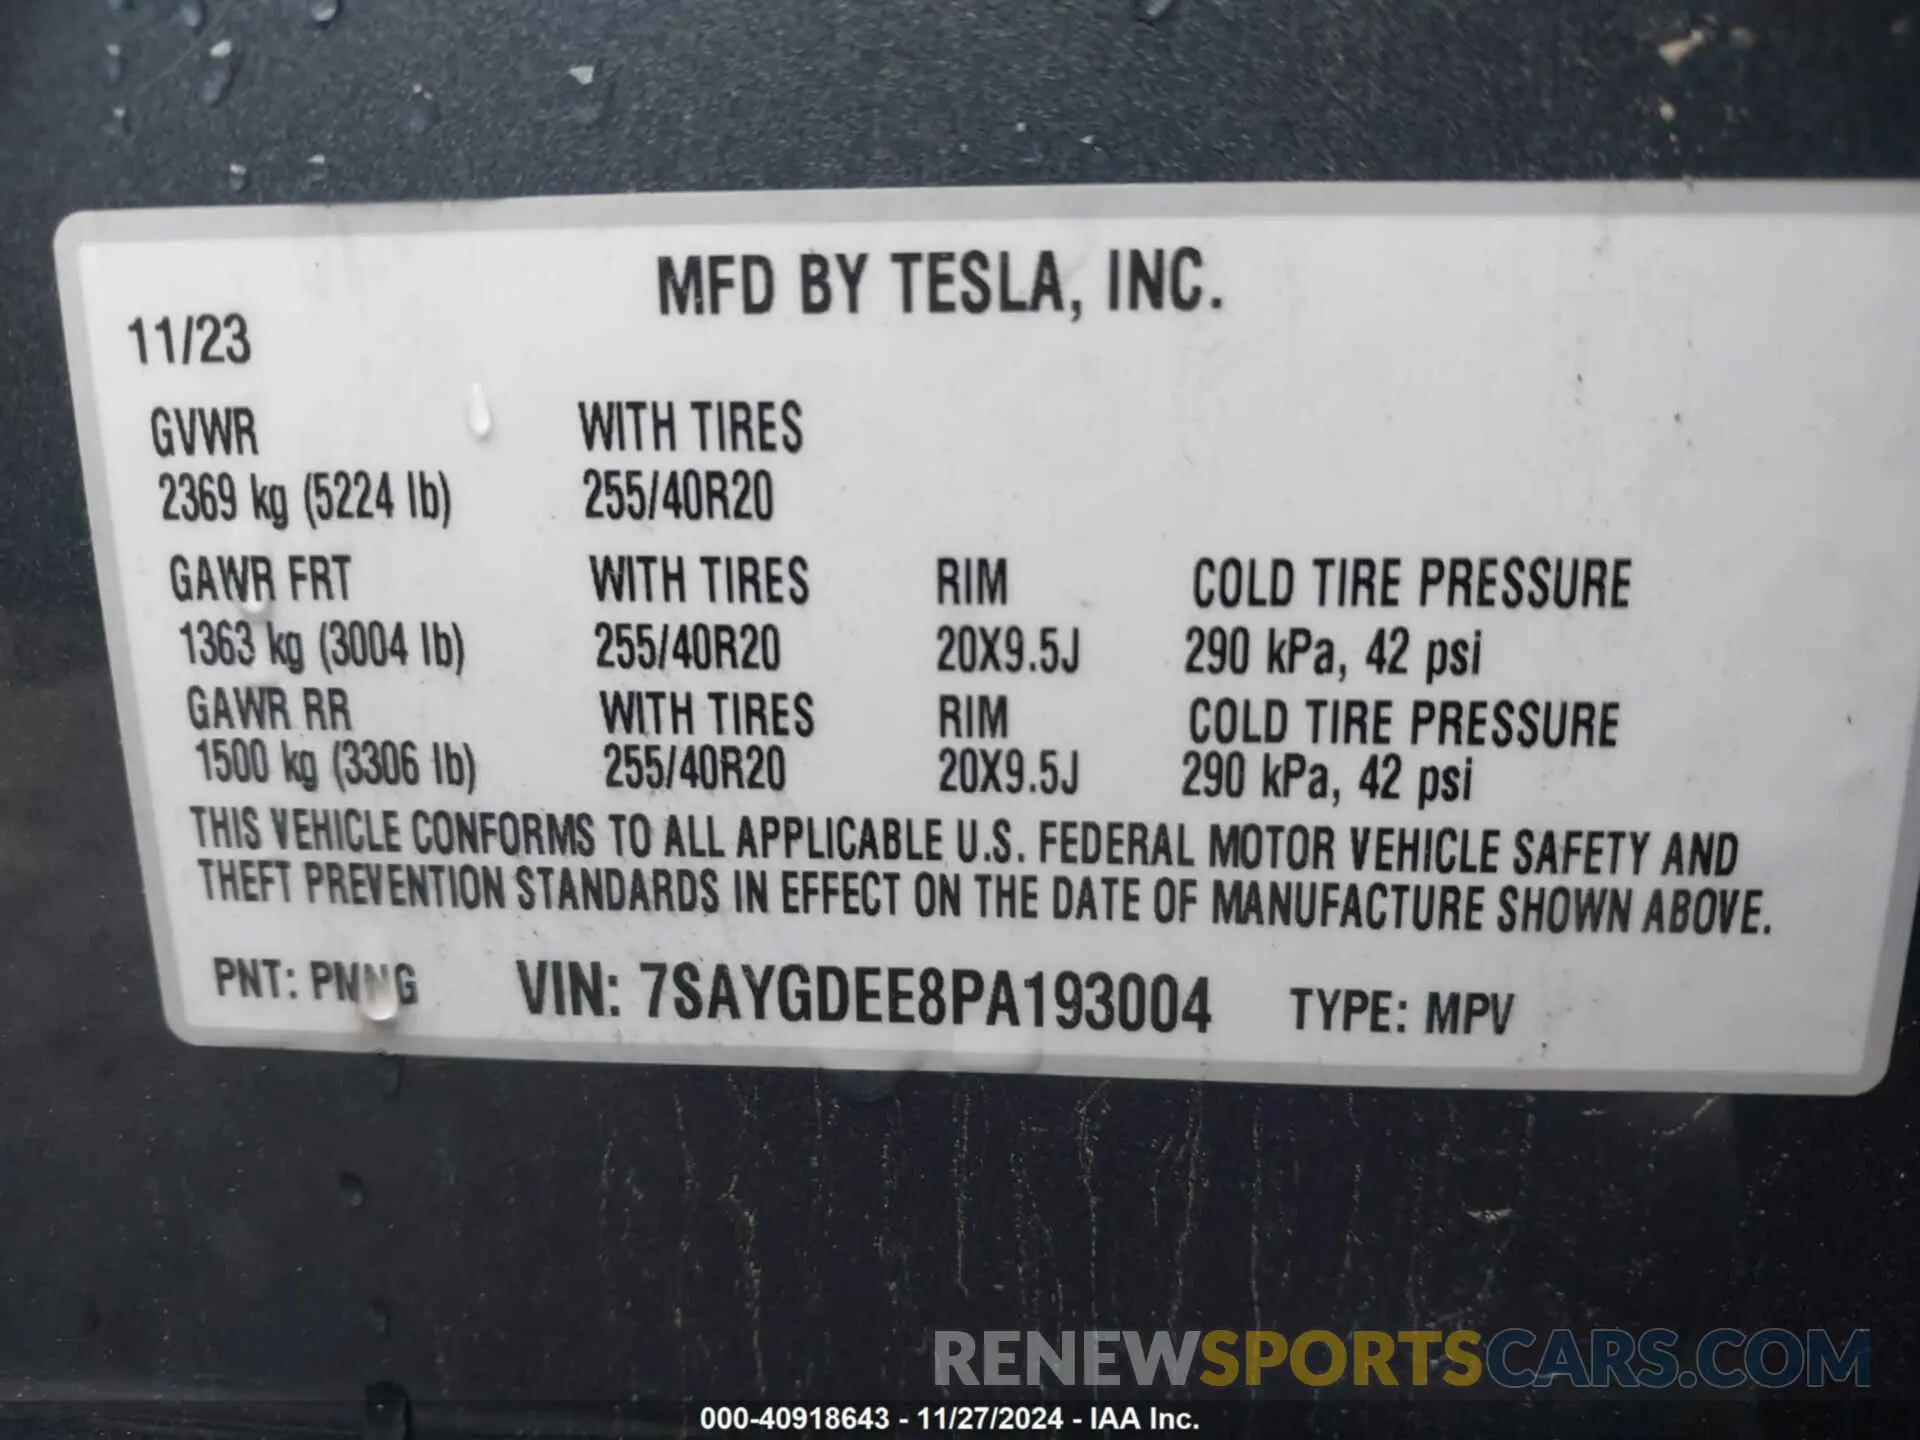 MFD BY TESLA, INC.
11/23
GVWR WITH TIRES
2369 kg (5224 lb) 255/40R20
GAWR FRT WITH TIRES RIM COLD TIRE PRESSURE
1363 kg (3004 lb) 255/40R20 20X9.5J 290 kPa, 42 psi
GAWR RR WITH TIRES RIM COLD TIRE PRESSURE
1500 kg (3306 lb) 255/40R20 20X9.5J 290 kPa, 42 psi
THIS VEHICLE CONFORMS TO ALL APPLICABLE U.S. FEDERAL MOTOR VEHICLE SAFETY AND
THEFT PREVENTION STANDARDS IN EFFECT ON THE DATE OF MANUFACTURE SHOWN ABOVE.
PNT: PMNG VIN: 7SAYGDEE8PA193004 TYPE: MPV
RENEWSPORTSCARS.COM
000-40918643 - 11/27/2024 - IAA Inc.